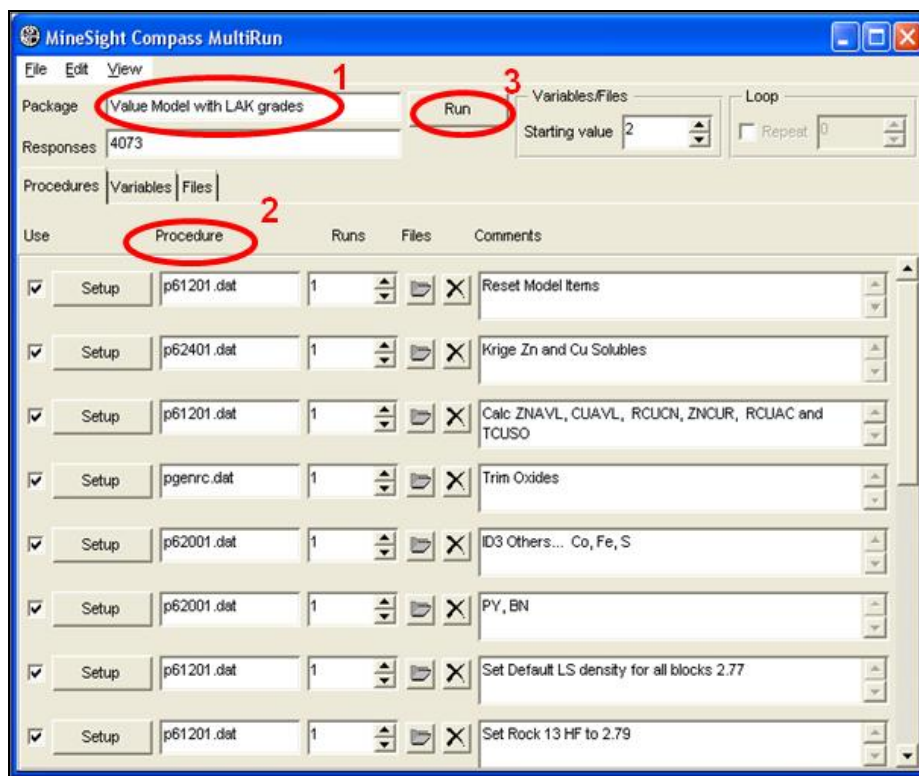 MineSight Compass MultiRun
File Edit View
1
3
Package Value Model with LAK grades Run Variables/Files Loop
Starting value 2 Repeat 0
Responses 4073
Procedures Variables Files
2
Use Procedure Runs Files Comments
Setup p61201.dat 1 Reset Model Items
Setup p62401.dat 1 Krige Zn and Cu Solubles
Setup p61201.dat 1 Calc ZNAVL, CUAVL, RCUCN, ZNCUR, RCUAC and
TCUSO
Setup pgenrc.dat 1 Trim Oxides
Setup p62001.dat 1 ID3 Others... Co, Fe, S
Setup p62001.dat 1 PY, BN
Setup p61201.dat 1 Set Default LS density for all blocks 2.77
Setup p61201.dat 1 Set Rock 13 HF to 2.79